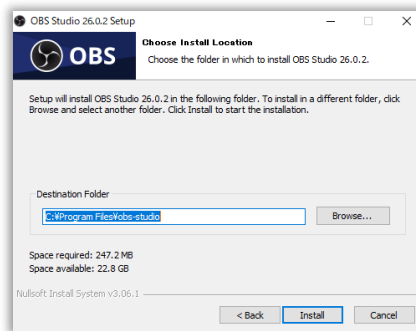 OBS Studio 26.0.2 Setup
OBS
Choose Install Location
Choose the folder in which to install OBS Studio 26.0.2.
Setup will install OBS Studio 26.0.2 in the following folder. To install in a different folder, click
Browse and select another folder. Click Install to start the installation.
Destination Folder
C:¥Program Files¥obs-studio
Browse...
Space required: 247.2 MB
Space available: 22.8 GB
Nullsoft Install System v3.06.1
< Back
Install
Cancel